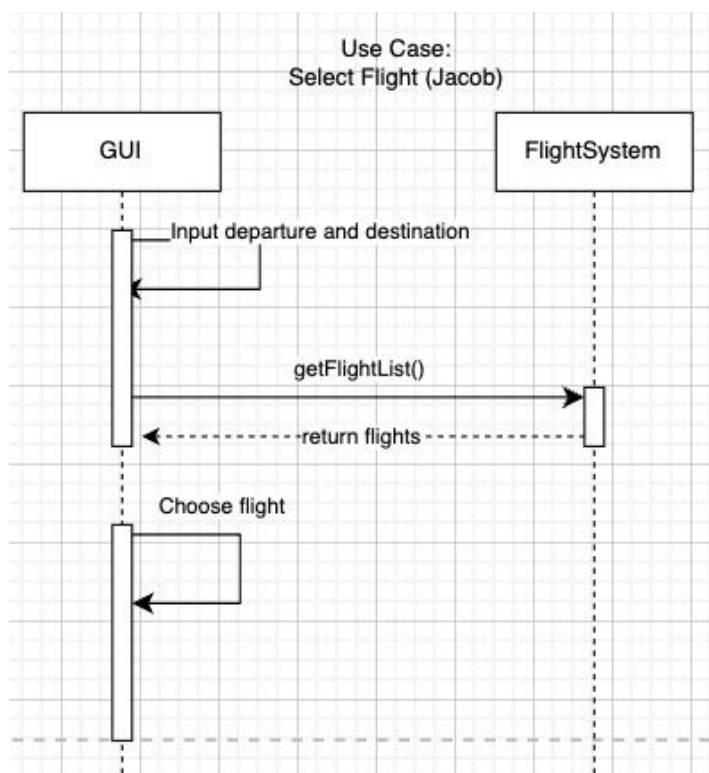 Use Case:
Select Flight (Jacob)
GUI
FlightSystem
Input departure and destination
getFlightList()
return flights
Choose flight